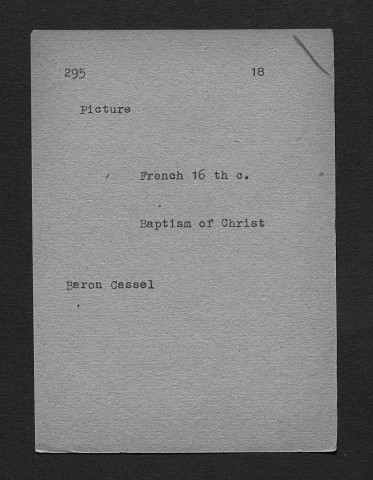 295 18
Picture
French 16 th c.
Baptism of Christ
Baron Cassel